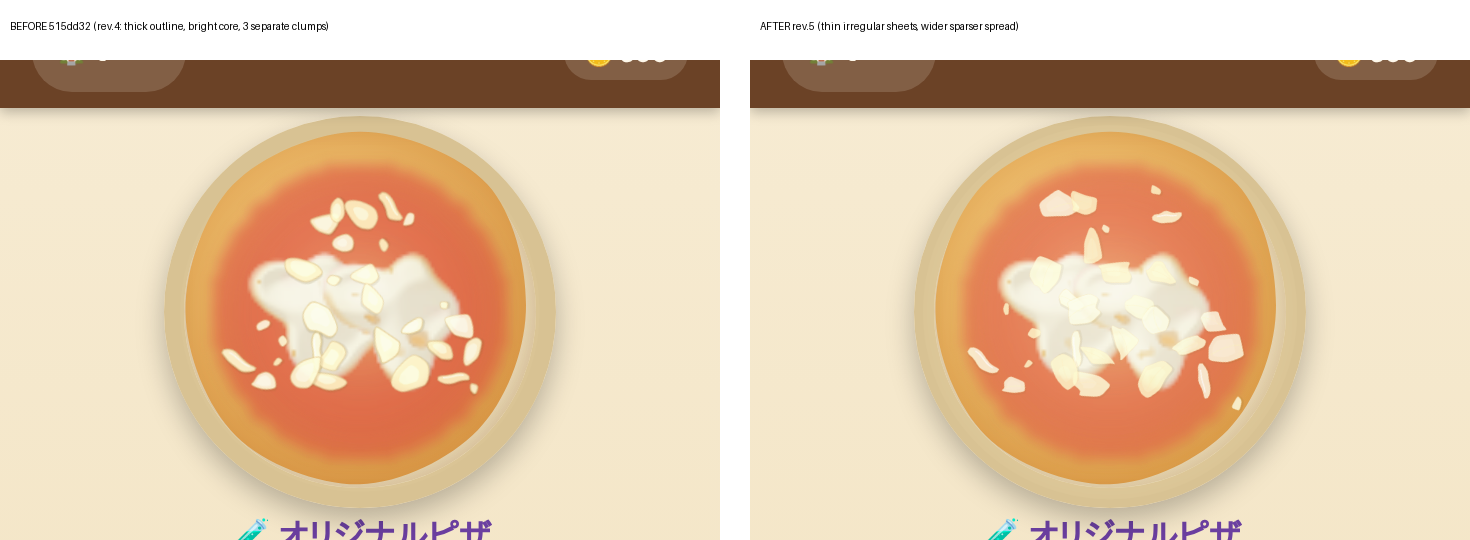 BEFORE 515dd32 (rev.4: thick outline, bright core, 3 separate clumps)
AFTER rev.5 (thin irregular sheets, wider sparser spread)
オリジナルピザ
オリジナルピザ